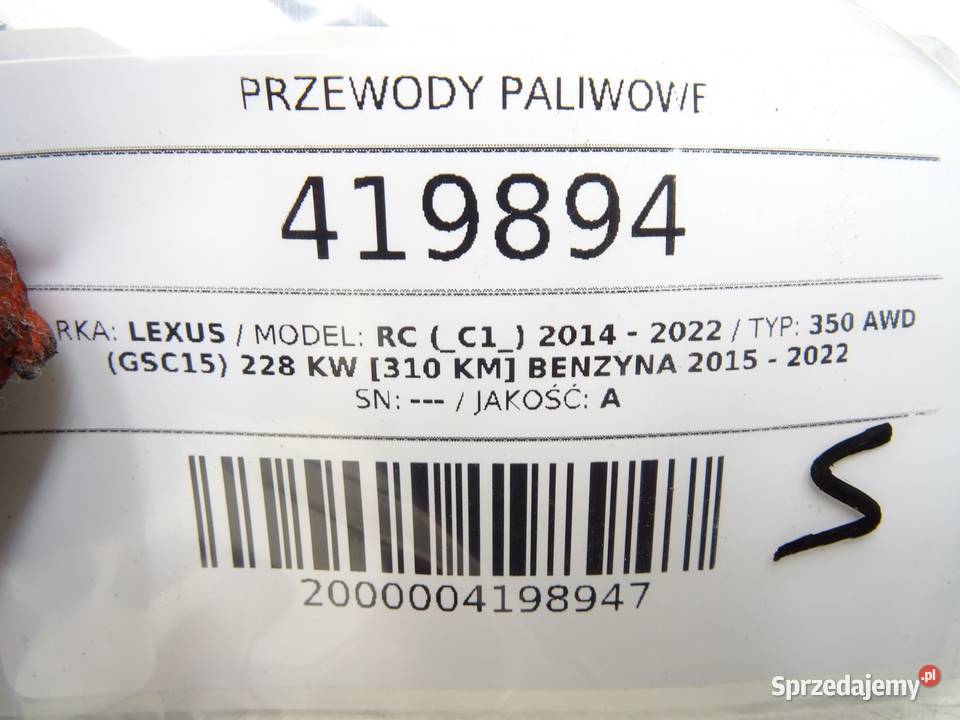 PRZEWODY PALIWOWE
419894
RKA: LEXUS / MODEL: RC (_C1_) 2014 - 2022 / TYP: 350 AWD
(GSC15) 228 KW [310 KM] BENZYNA 2015 - 2022
SN: --- / JAKOŚĆ: A
S
2000004198947
Sprzedajemy.pl